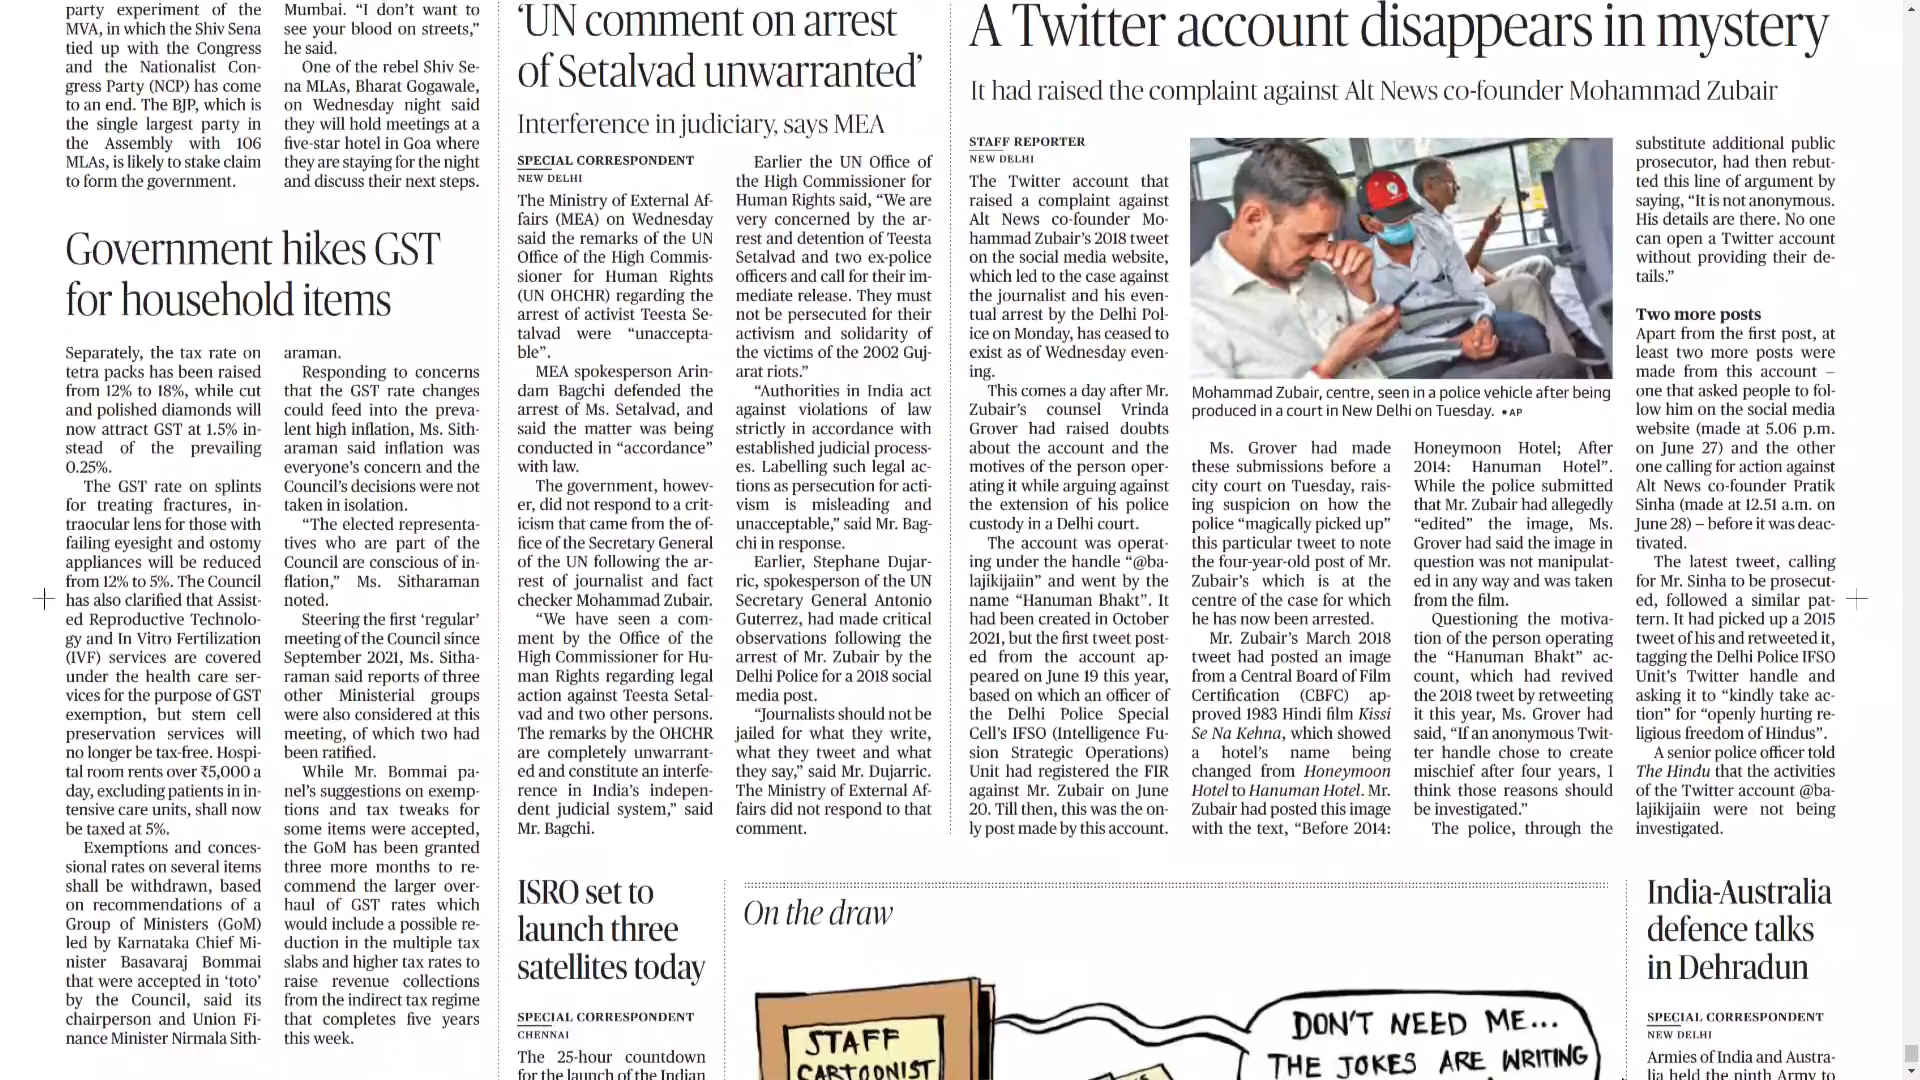 party experiment of the
MVA, in which the Shiv Sena
tied up with the Congress
and the Nationalist Con-
gress Party (NCP) has come
to an end. The BJP, which is
the single largest party in
the Assembly with 106
MLAs, is likely to stake claim
to form the government.
Mumbai. “I don’t want to
see your blood on streets,”
he said.
One of the rebel Shiv Se-
na MLAs, Bharat Gogawale,
on Wednesday night said
they will hold meetings at a
five-star hotel in Goa where
they are staying for the night
and discuss their next steps.
Government hikes GST
for household items
Separately, the tax rate on
tetra packs has been raised
from 12% to 18%, while cut
and polished diamonds will
now attract GST at 1.5% in-
stead of the prevailing
0.25%.
The GST rate on splints
for treating fractures, in-
traocular lens for those with
failing eyesight and ostomy
appliances will be reduced
from 12% to 5%. The Council
has also clarified that Assist-
ed Reproductive Technolo-
gy and In Vitro Fertilization
(IVF) services are covered
under the health care ser-
vices for the purpose of GST
exemption, but stem cell
preservation services will
no longer be tax-free. Hospi-
tal room rents over ₹5,000 a
day, excluding patients in in-
tensive care units, shall now
be taxed at 5%.
Exemptions and conces-
sional rates on several items
shall be withdrawn, based
on recommendations of a
Group of Ministers (GoM)
led by Karnataka Chief Mi-
nister Basavaraj Bommai
that were accepted in ‘toto’
by the Council, said its
chairperson and Union Fi-
nance Minister Nirmala Sith-
araman.
Responding to concerns
that the GST rate changes
could feed into the preva-
lent high inflation, Ms. Sith-
araman said inflation was
everyone’s concern and the
Council’s decisions were not
taken in isolation.
“The elected representa-
tives who are part of the
Council are conscious of in-
flation,” Ms. Sitharaman
noted.
Steering the first ‘regular’
meeting of the Council since
September 2021, Ms. Sitha-
raman said reports of three
other Ministerial groups
were also considered at this
meeting, of which two had
been ratified.
While Mr. Bommai pa-
nel’s suggestions on exemp-
tions and tax tweaks for
some items were accepted,
the GoM has been granted
three more months to re-
commend the larger over-
haul of GST rates which
would include a possible re-
duction in the multiple tax
slabs and higher tax rates to
raise revenue collections
from the indirect tax regime
that completes five years
this week.
‘UN comment on arrest
of Setalvad unwarranted’
Interference in judiciary, says MEA
SPECIAL CORRESPONDENT
NEW DELHI
The Ministry of External Af-
fairs (MEA) on Wednesday
said the remarks of the UN
Office of the High Commis-
sioner for Human Rights
(UN OHCHR) regarding the
arrest of activist Teesta Se-
talvad were “unaccepta-
ble”.
MEA spokesperson Arin-
dam Bagchi defended the
arrest of Ms. Setalvad, and
said the matter was being
conducted in “accordance”
with law.
The government, howev-
er, did not respond to a crit-
icism that came from the of-
fice of the Secretary General
of the UN following the ar-
rest of journalist and fact
checker Mohammad Zubair.
“We have seen a com-
ment by the Office of the
High Commissioner for Hu-
man Rights regarding legal
action against Teesta Setal-
vad and two other persons.
The remarks by the OHCHR
are completely unwarrant-
ed and constitute an interfe-
rence in India’s indepen-
dent judicial system,” said
Mr. Bagchi.
Earlier the UN Office of
the High Commissioner for
Human Rights said, “We are
very concerned by the ar-
rest and detention of Teesta
Setalvad and two ex-police
officers and call for their im-
mediate release. They must
not be persecuted for their
activism and solidarity of
the victims of the 2002 Guj-
arat riots.”
“Authorities in India act
against violations of law
strictly in accordance with
established judicial process-
es. Labelling such legal ac-
tions as persecution for acti-
vism is misleading and
unacceptable,” said Mr. Bag-
chi in response.
Earlier, Stephane Dujar-
ric, spokesperson of the UN
Secretary General Antonio
Guterrez, had made critical
observations following the
arrest of Mr. Zubair by the
Delhi Police for a 2018 social
media post.
“Journalists should not be
jailed for what they write,
what they tweet and what
they say,” said Mr. Dujarric.
The Ministry of External Af-
fairs did not respond to that
comment.
A Twitter account disappears in mystery
It had raised the complaint against Alt News co-founder Mohammad Zubair
STAFF REPORTER
NEW DELHI
The Twitter account that
raised a complaint against
Alt News co-founder Mo-
hammad Zubair’s 2018 tweet
on the social media website,
which led to the case against
the journalist and his even-
tual arrest by the Delhi Pol-
ice on Monday, has ceased to
exist as of Wednesday even-
ing.
This comes a day after Mr.
Zubair’s counsel Vrinda
Grover had raised doubts
about the account and the
motives of the person oper-
ating it while arguing against
the extension of his police
custody in a Delhi court.
The account was operat-
ing under the handle “@ba-
lajikijaiin” and went by the
name “Hanuman Bhakt”. It
had been created in October
2021, but the first tweet post-
ed from the account ap-
peared on June 19 this year,
based on which an officer of
the Delhi Police Special
Cell’s IFSO (Intelligence Fu-
sion Strategic Operations)
Unit had registered the FIR
against Mr. Zubair on June
20. Till then, this was the on-
ly post made by this account.
Mohammad Zubair, centre, seen in a police vehicle after being
produced in a court in New Delhi on Tuesday. •AP
Ms. Grover had made
these submissions before a
city court on Tuesday, rais-
ing suspicion on how the
police “magically picked up”
this particular tweet to note
the four-year-old post of Mr.
Zubair’s which is at the
centre of the case for which
he has now been arrested.
Mr. Zubair’s March 2018
tweet had posted an image
from a Central Board of Film
Certification (CBFC) ap-
proved 1983 Hindi film Kissi
Se Na Kehna, which showed
a hotel’s name being
changed from Honeymoon
Hotel to Hanuman Hotel. Mr.
Zubair had posted this image
with the text, “Before 2014:
Honeymoon Hotel; After
2014: Hanuman Hotel”.
While the police submitted
that Mr. Zubair had allegedly
“edited” the image, Ms.
Grover had said the image in
question was not manipulat-
ed in any way and was taken
from the film.
Questioning the motiva-
tion of the person operating
the “Hanuman Bhakt” ac-
count, which had revived
the 2018 tweet by retweeting
it this year, Ms. Grover had
said, “If an anonymous Twit-
ter handle chose to create
mischief after four years, I
think those reasons should
be investigated.”
The police, through the
substitute additional public
prosecutor, had then rebut-
ted this line of argument by
saying, “It is not anonymous.
His details are there. No one
can open a Twitter account
without providing their de-
tails.”
Two more posts
Apart from the first post, at
least two more posts were
made from this account –
one that asked people to fol-
low him on the social media
website (made at 5.06 p.m.
on June 27) and the other
one calling for action against
Alt News co-founder Pratik
Sinha (made at 12.51 a.m. on
June 28) – before it was deac-
tivated.
The latest tweet, calling
for Mr. Sinha to be prosecut-
ed, followed a similar pat-
tern. It had picked up a 2015
tweet of his and retweeted it,
tagging the Delhi Police IFSO
Unit’s Twitter handle and
asking it to “kindly take ac-
tion” for “openly hurting re-
ligious freedom of Hindus”.
A senior police officer told
The Hindu that the activities
of the Twitter account @ba-
lajikijaiin were not being
investigated.
ISRO set to
launch three
satellites today
SPECIAL CORRESPONDENT
CHENNAI
The 25-hour countdown
for the launch of the Indian
On the draw
STAFF
CARTOONIST
DON'T NEED ME...
THE JOKES ARE WRITING
India-Australia
defence talks
in Dehradun
SPECIAL CORRESPONDENT
NEW DELHI
Armies of India and Austra-
lia held the ninth Army to